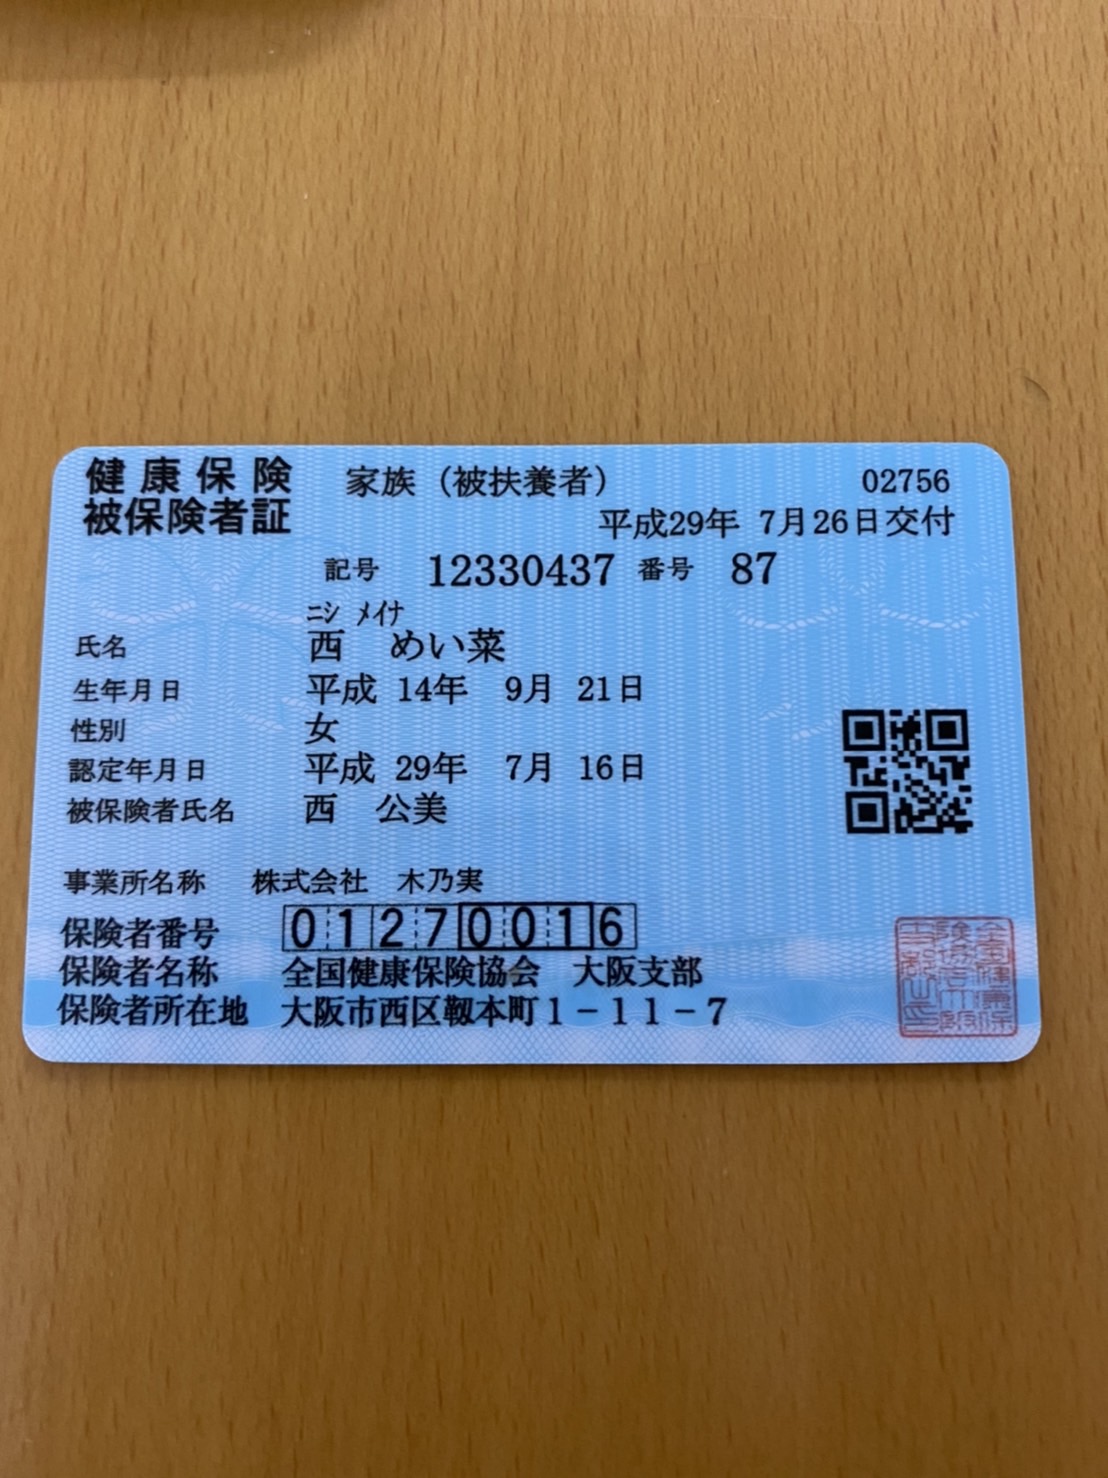 健康保険 家族（被扶養者） 02756
被保険者証 平成29年 7月26日交付
記号 12330437 番号 87
ﾆｼ ﾒｲﾅ
氏名 西 めい菜
生年月日 平成 14年 9月 21日
性別 女
認定年月日 平成 29年 7月 16日
被保険者氏名 西 公美
事業所名称 株式会社 木乃実
保険者番号 01270016
保険者名称 全国健康保険協会 大阪支部
保険者所在地 大阪市西区靱本町1－11－7